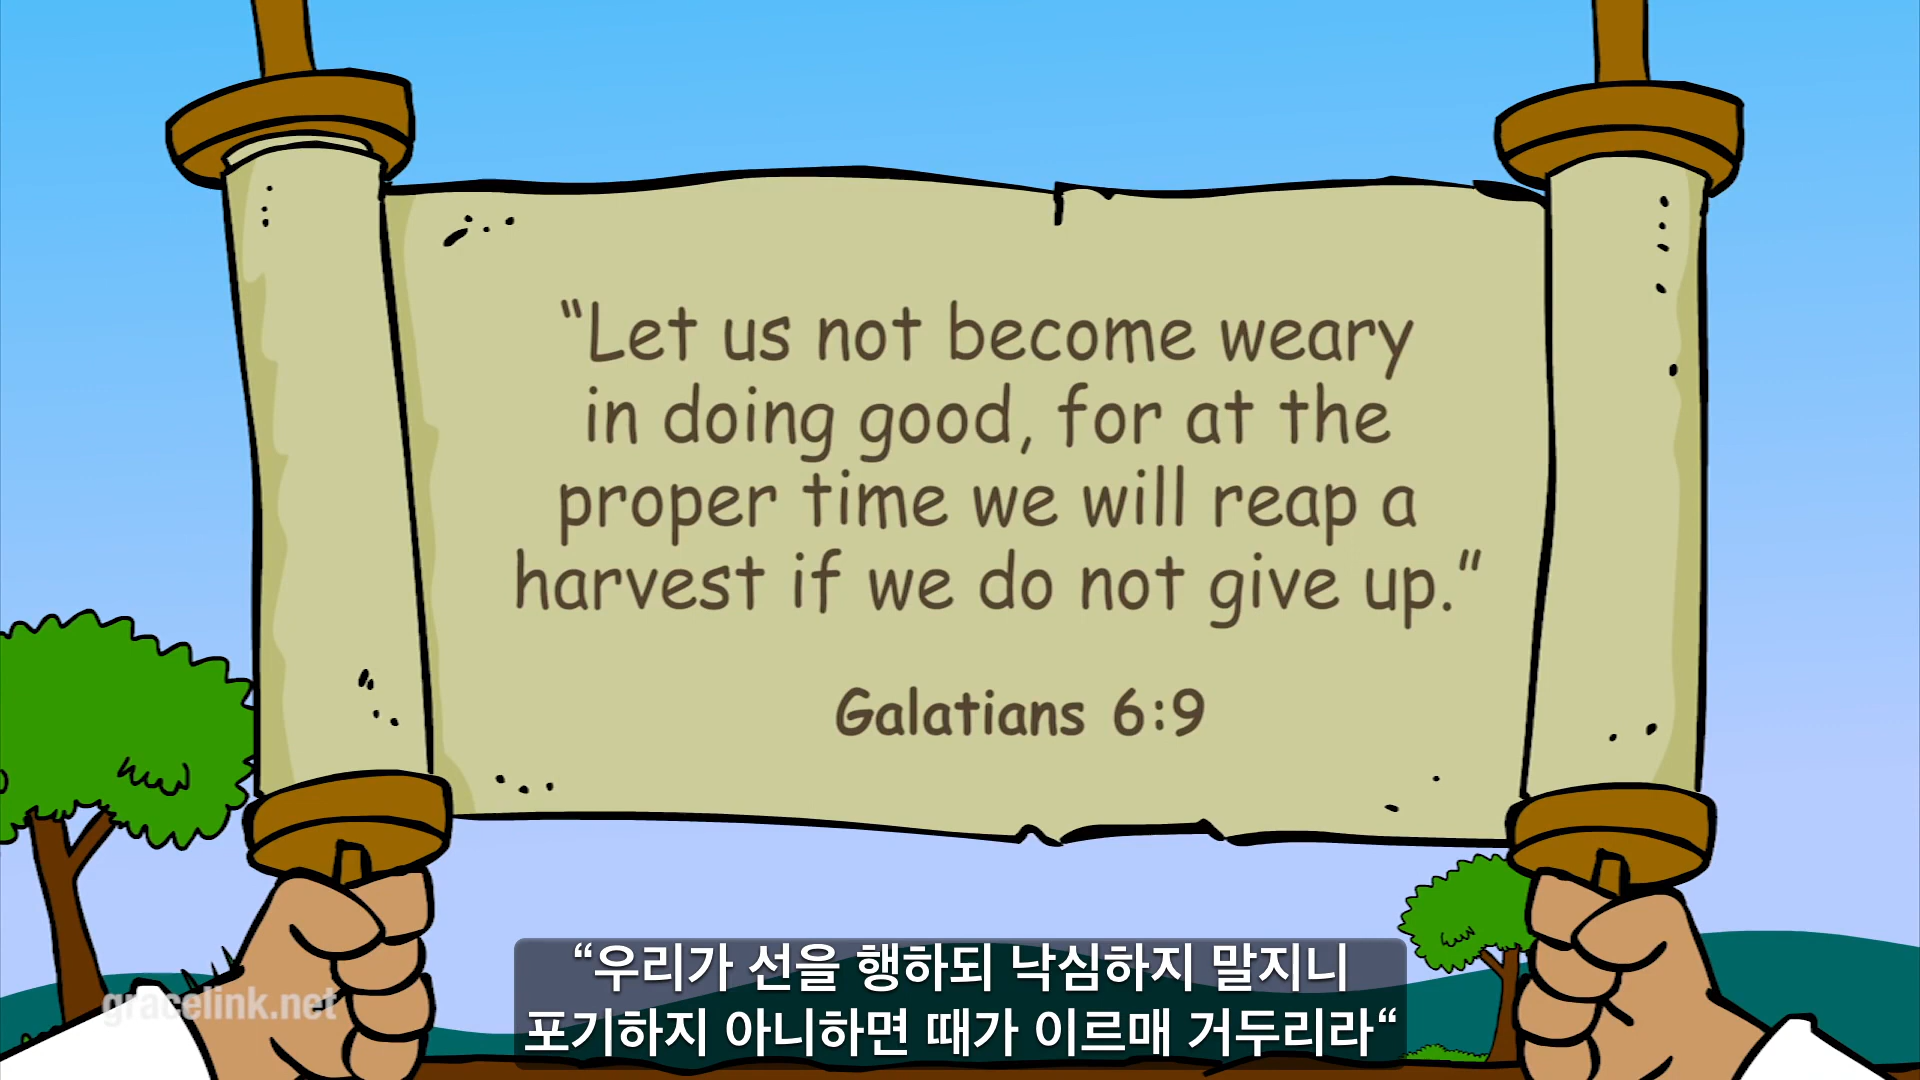 “Let us not become weary
in doing good, for at the
proper time we will reap a
harvest if we do not give up.”
Galatians 6:9
gracelink.net
“우리가 선을 행하되 낙심하지 말지니
포기하지 아니하면 때가 이르매 거두리라“